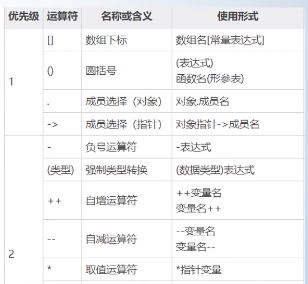 优先级 运算符 名称或含义 使用形式
1
[] 数组下标 数组名[常量表达式]
() 圆括号 (表达式)
函数名(形参表)
. 成员选择（对象） 对象.成员名
-> 成员选择（指针） 对象指针->成员名
2
- 负号运算符 -表达式
(类型) 强制类型转换 (数据类型)表达式
++ 自增运算符 ++变量名
变量名++
-- 自减运算符 --变量名
变量名--
* 取值运算符 *指针变量